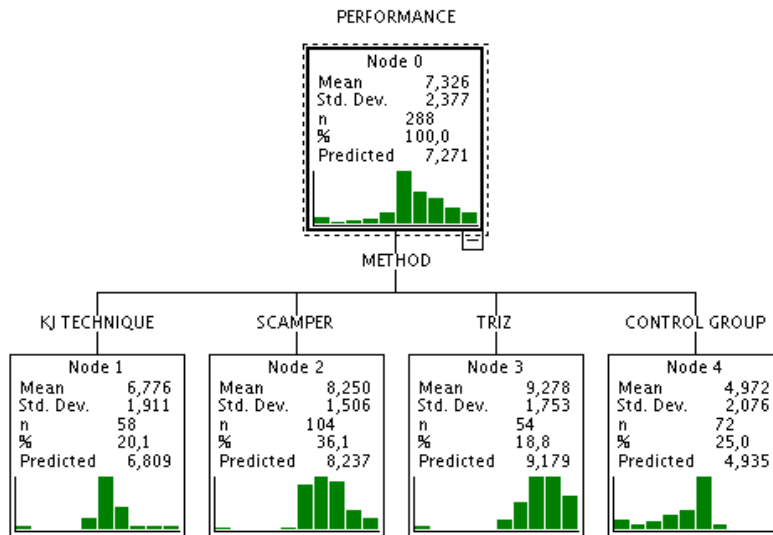 PERFORMANCE
Node 0
Mean 7,326
Std. Dev. 2,377
n 288
% 100,0
Predicted 7,271
METHOD
KJ TECHNIQUE
Node 1
Mean 6,776
Std. Dev. 1,911
n 58
% 20,1
Predicted 6,809
SCAMPER
Node 2
Mean 8,250
Std. Dev. 1,506
n 104
% 36,1
Predicted 8,237
TRIZ
Node 3
Mean 9,278
Std. Dev. 1,753
n 54
% 18,8
Predicted 9,179
CONTROL GROUP
Node 4
Mean 4,972
Std. Dev. 2,076
n 72
% 25,0
Predicted 4,935